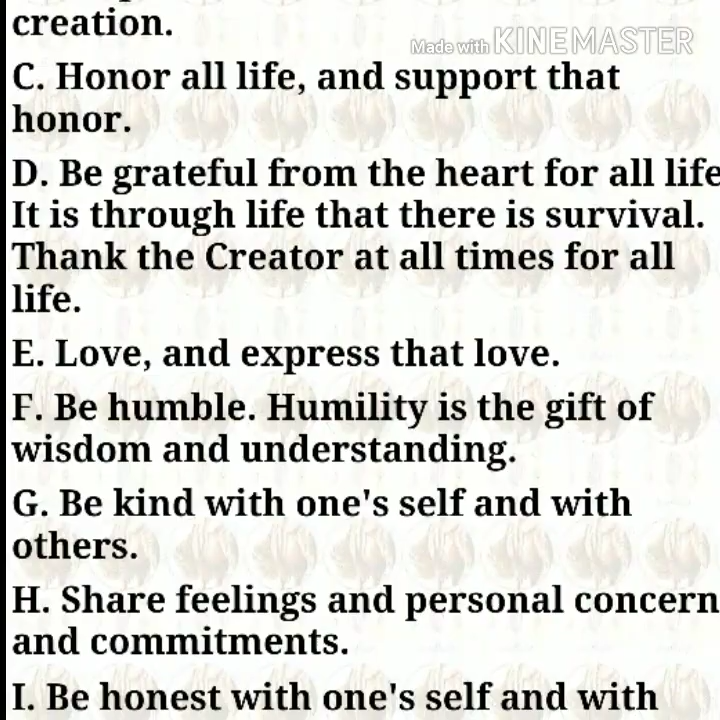 creation.
Made with KINEMASTER
C. Honor all life, and support that
honor.
D. Be grateful from the heart for all life
It is through life that there is survival.
Thank the Creator at all times for all
life.
E. Love, and express that love.
F. Be humble. Humility is the gift of
wisdom and understanding.
G. Be kind with one's self and with
others.
H. Share feelings and personal concern
and commitments.
I. Be honest with one's self and with